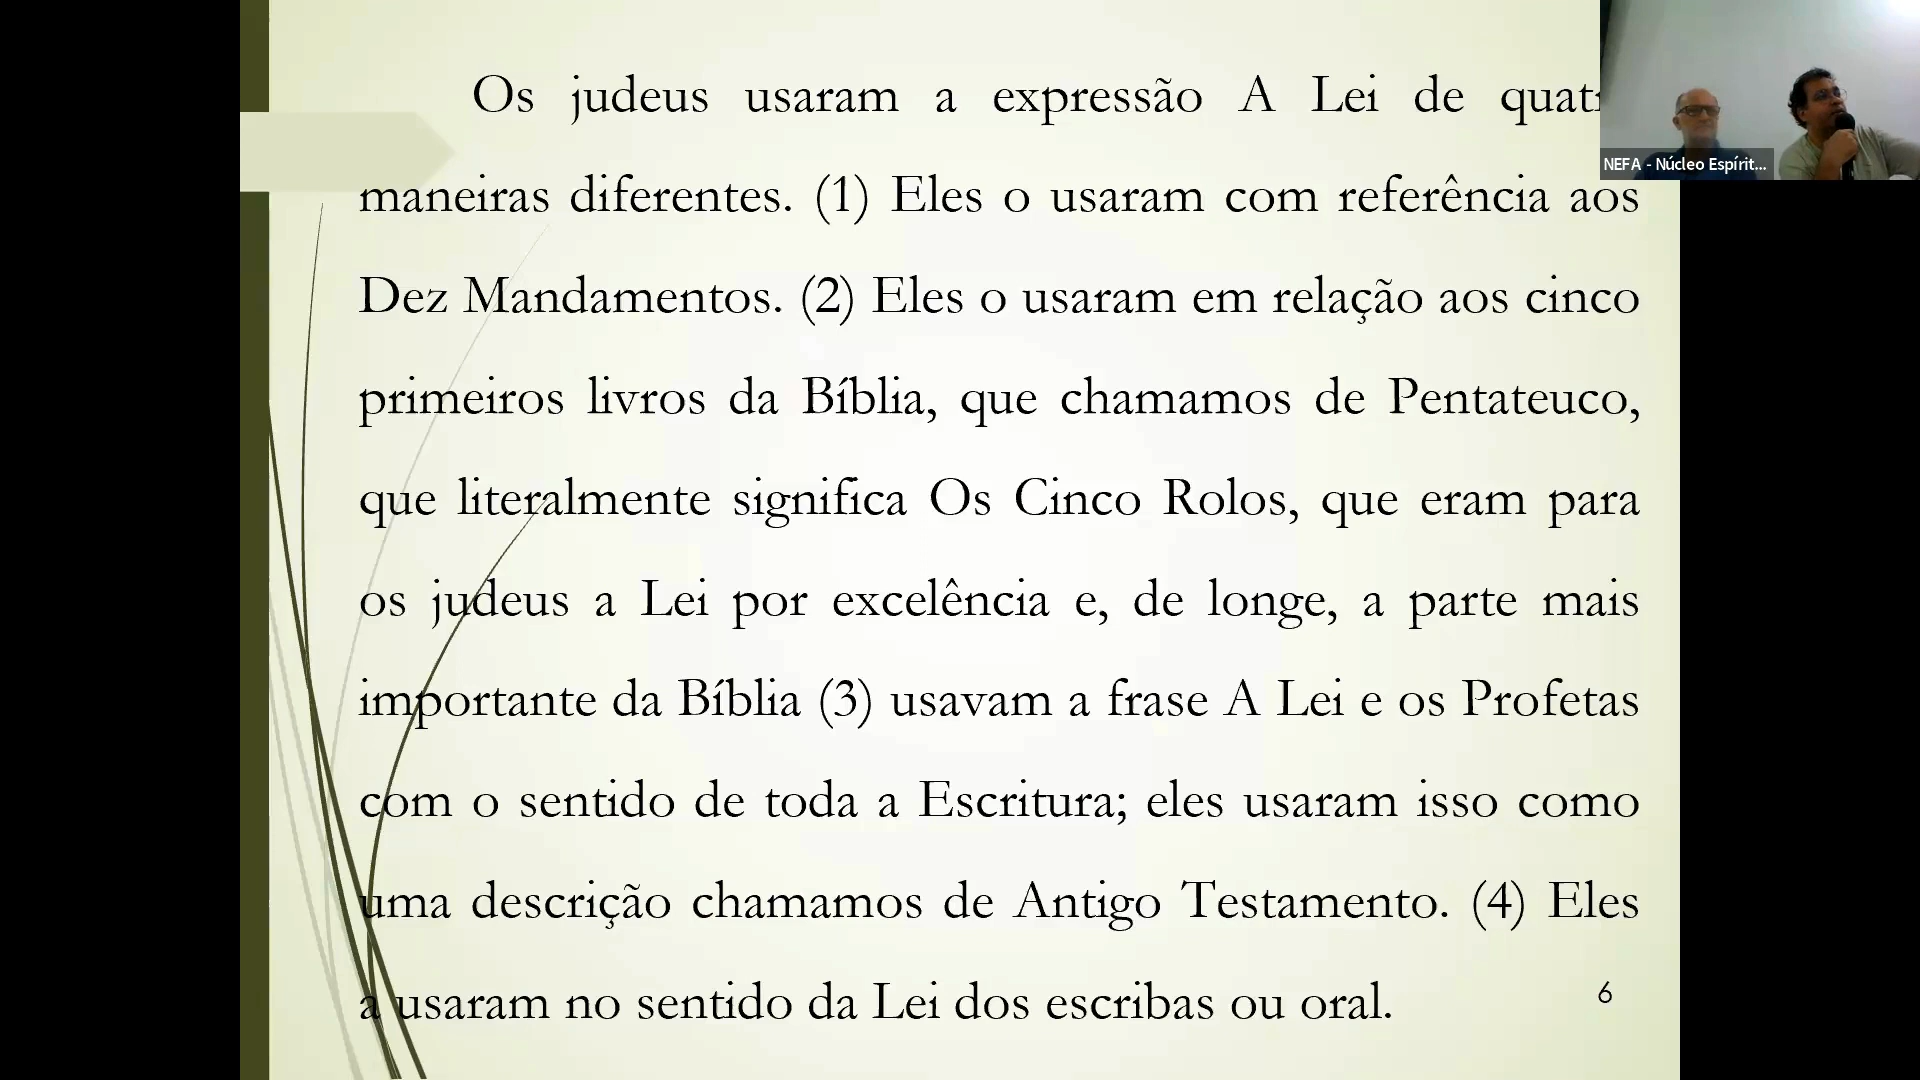 Os judeus usaram a expressão A Lei de
maneiras diferentes. (1) Eles o usaram com referência aos
Dez Mandamentos. (2) Eles o usaram em relação aos cinco
primeiros livros da Bíblia, que chamamos de Pentateuco,
que literalmente significa Os Cinco Rolos, que eram para
os judeus a Lei por excelência e, de longe, a parte mais
importante da Bíblia (3) usavam a frase A Lei e os Profetas
com o sentido de toda a Escritura; eles usaram isso como
uma descrição chamamos de Antigo Testamento. (4) Eles
a usaram no sentido da Lei dos escribas ou oral.
6
NEFA - Núcleo Espírit...